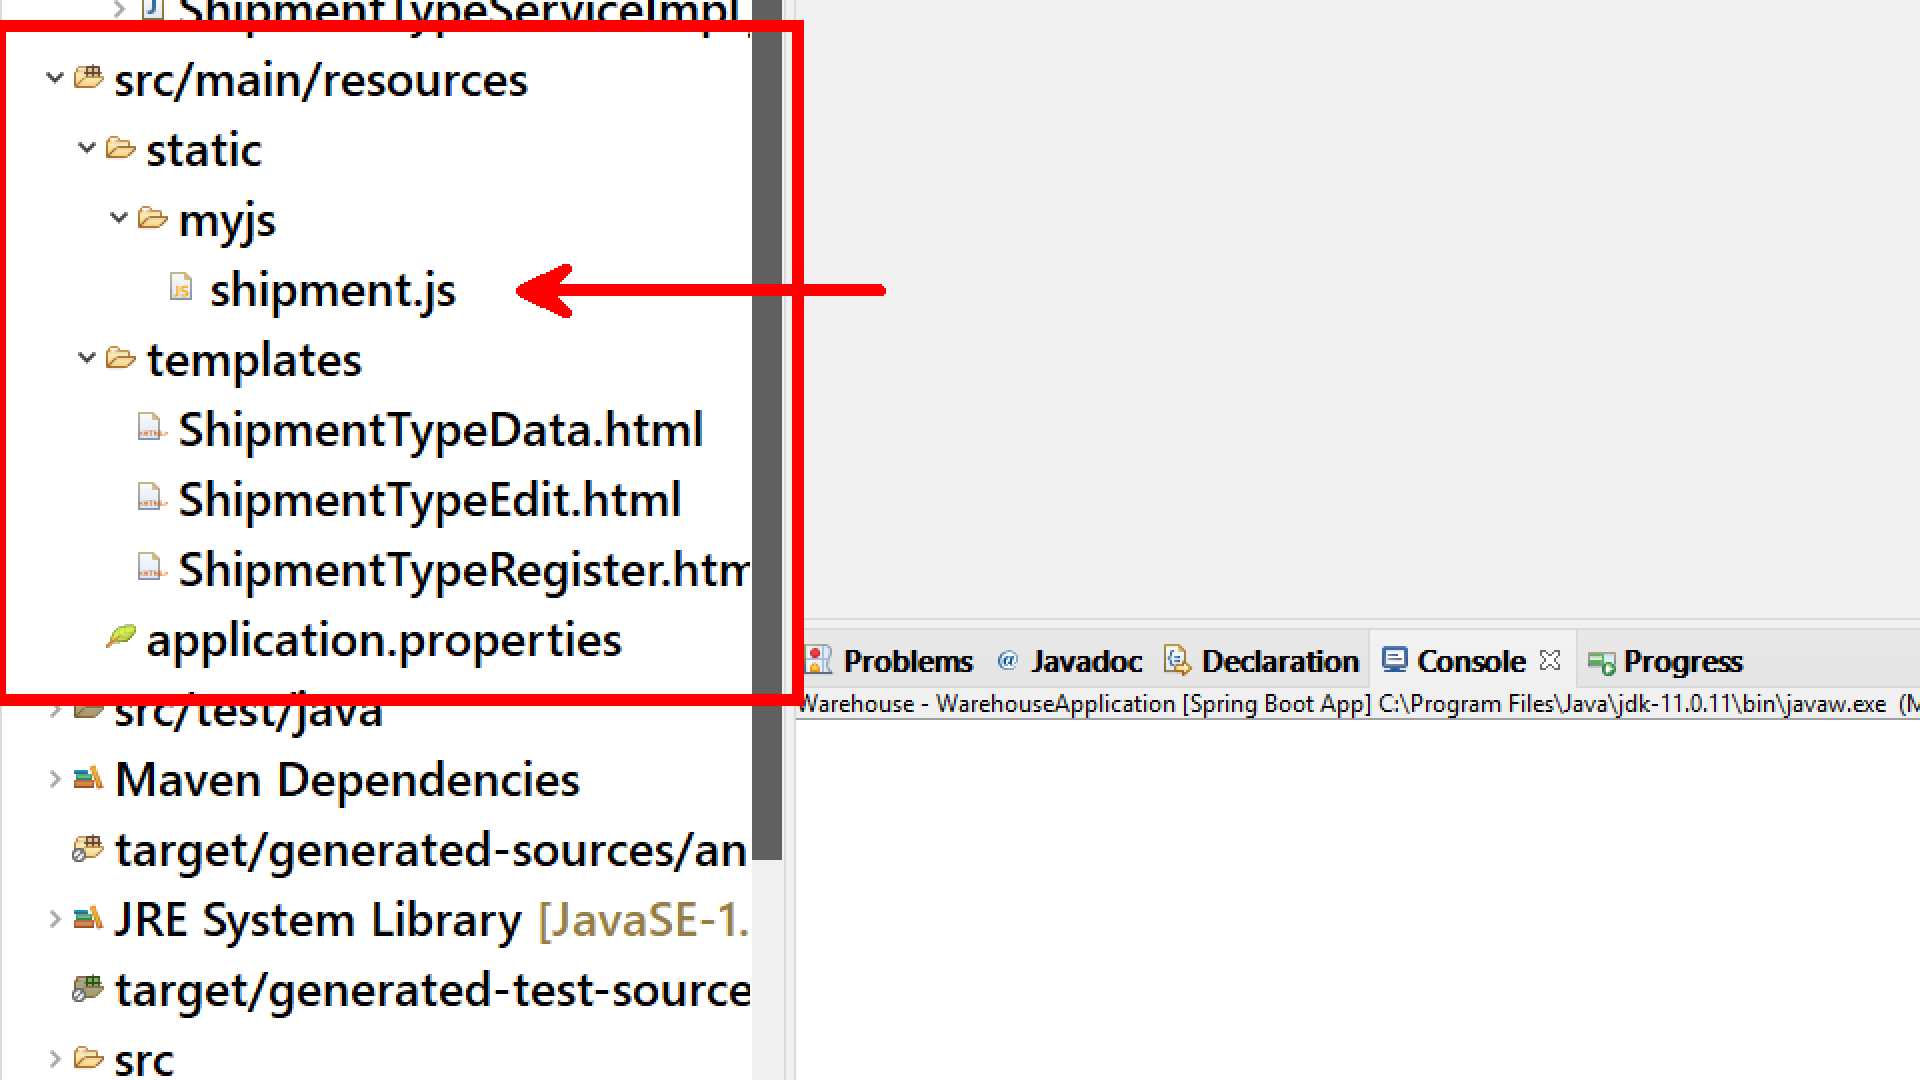 ShipmentTypeServiceImpl
src/main/resources
static
myjs
shipment.js
templates
ShipmentTypeData.html
ShipmentTypeEdit.html
ShipmentTypeRegister.htm
application.properties
src/test/java
Maven Dependencies
target/generated-sources/an
JRE System Library [JavaSE-1.
target/generated-test-source
src
Problems @ Javadoc Declaration Console Progress
Warehouse - WarehouseApplication [Spring Boot App] C:\Program Files\Java\jdk-11.0.11\bin\javaw.exe (M